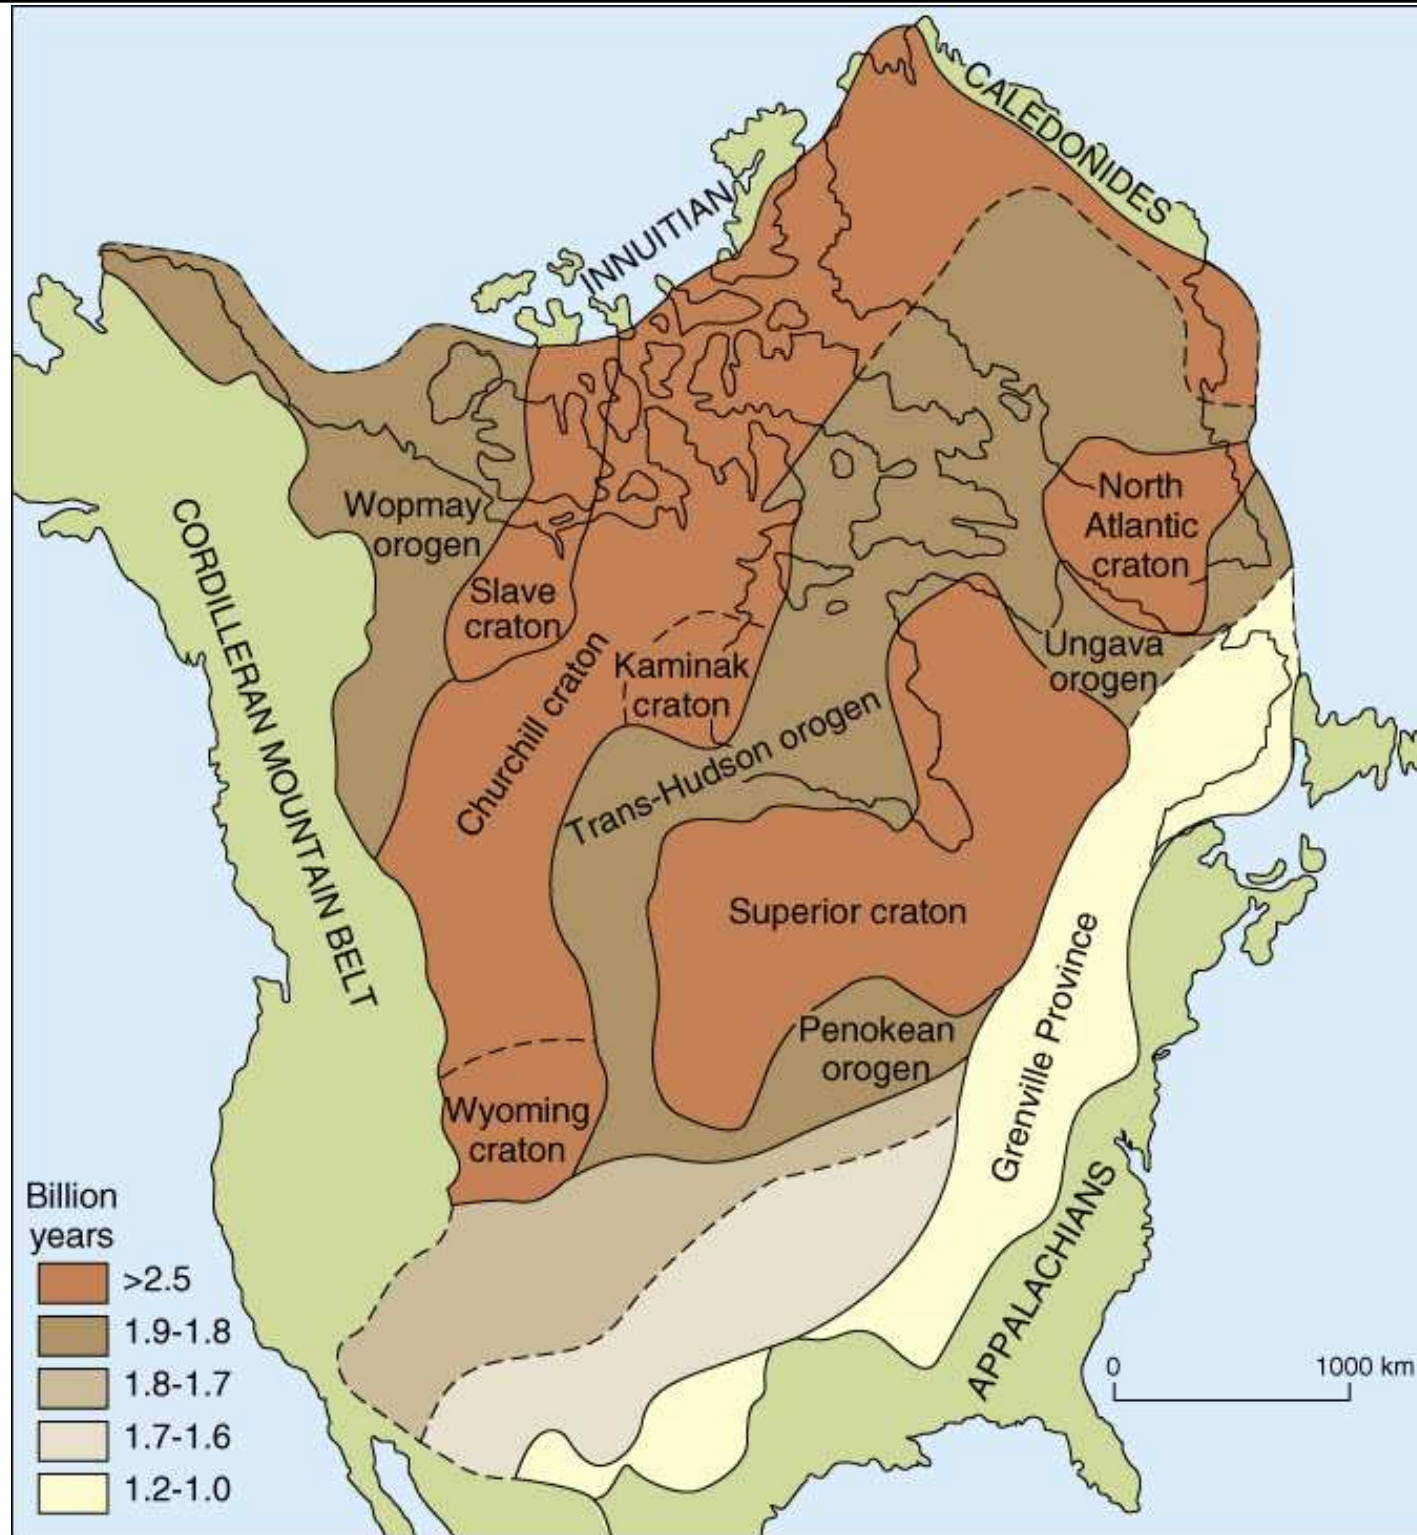 CALEDONIDES
INNUITIAN
Wopmay
orogen
North
Atlantic
craton
Slave
craton
CORDILLERAN MOUNTAIN BELT
Kaminak
craton
Ungava
orogen
Churchill craton
Trans-Hudson orogen
Superior craton
Penokean
orogen
Grenville Province
Wyoming
craton
APPALACHIANS
Billion
years
>2.5
1.9-1.8
1.8-1.7
1.7-1.6
1.2-1.0
0 1000 km